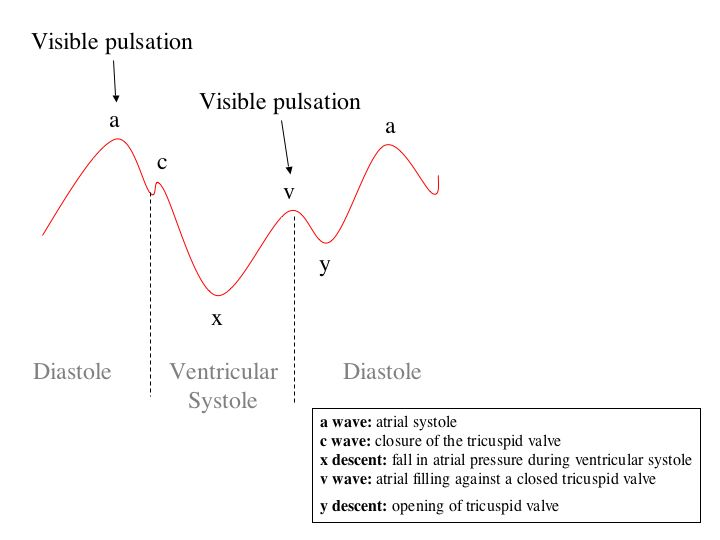 Visible pulsation
Visible pulsation
a
a
c
v
y
x
Diastole
Ventricular
Systole
Diastole
a wave: atrial systole
c wave: closure of the tricuspid valve
x descent: fall in atrial pressure during ventricular systole
v wave: atrial filling against a closed tricuspid valve
y descent: opening of tricuspid valve